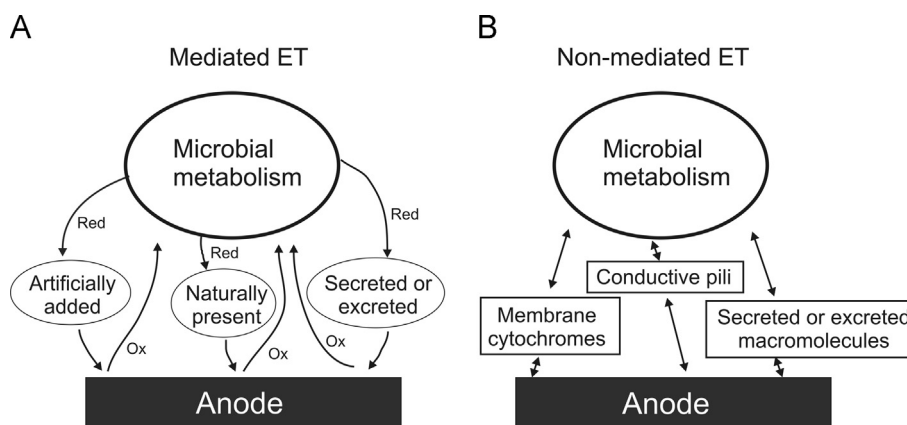 A
Mediated ET
Microbial
metabolism
Red
Red
Artificially
added
Naturally
present
Secreted or
excreted
Ox
Ox
Ox
Anode
B
Non-mediated ET
Microbial
metabolism
Conductive pili
Membrane
cytochromes
Secreted or excreted
macromolecules
Anode